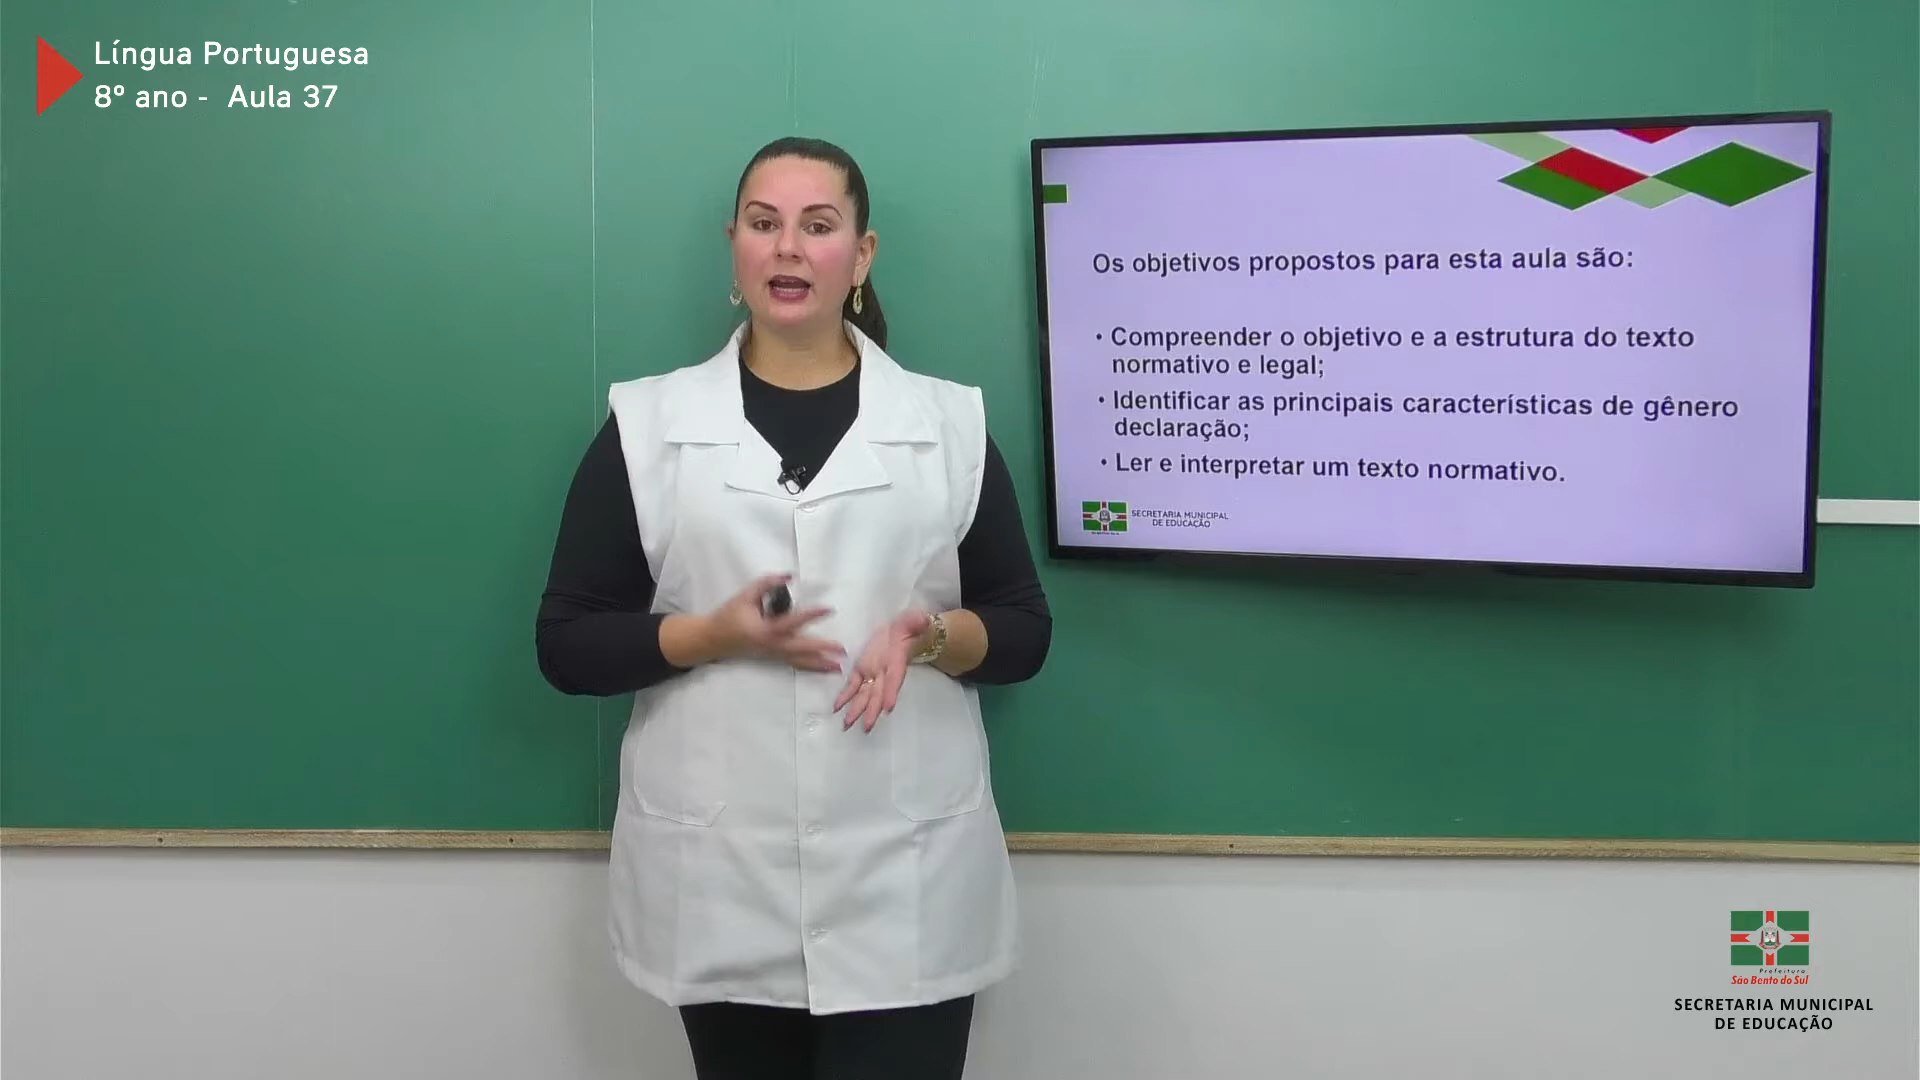 Língua Portuguesa
8º ano - Aula 37
Os objetivos propostos para esta aula são:
• Compreender o objetivo e a estrutura do texto
normativo e legal;
• Identificar as principais características de gênero
declaração;
• Ler e interpretar um texto normativo.
SECRETARIA MUNICIPAL
DE EDUCAÇÃO
Prefeitura
São Bento do Sul
SECRETARIA MUNICIPAL
DE EDUCAÇÃO